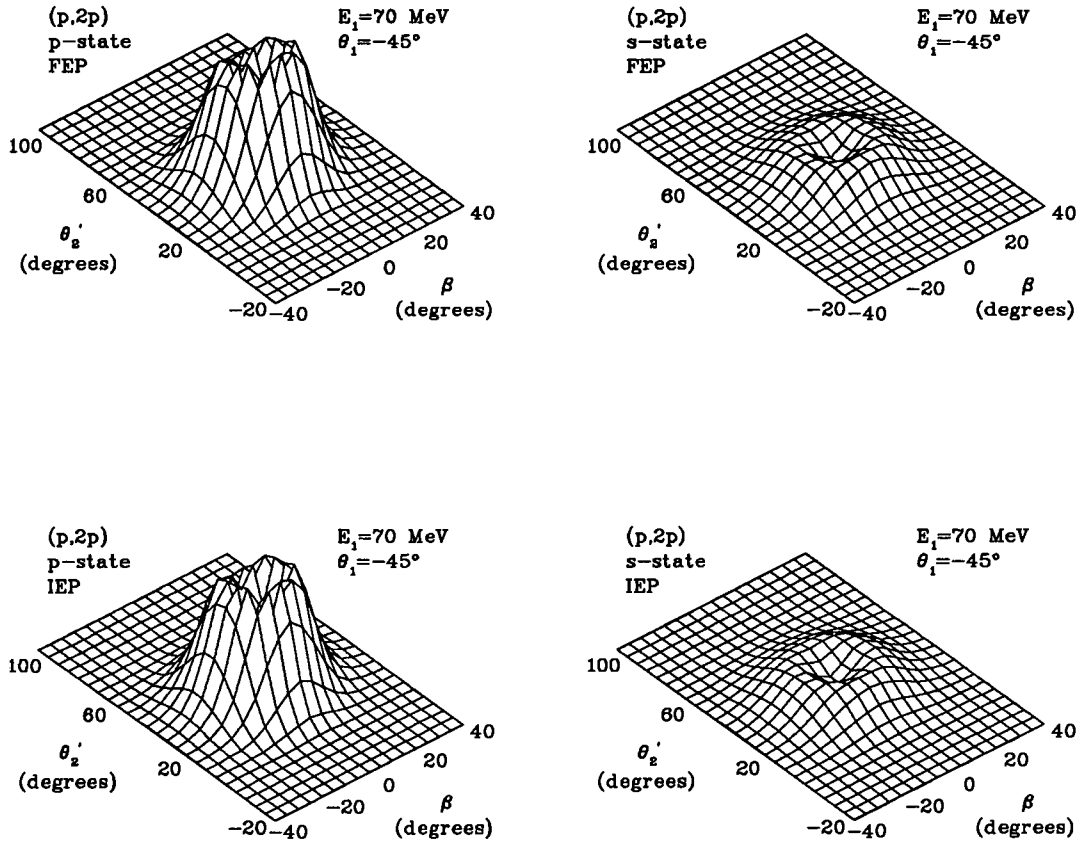 (p,2p)
p-state
FEP
E₁=70 MeV
θ₁=−45°
100
60
20
−20
θ₂'
(degrees)
−40
−20
0
20
40
β
(degrees)
(p,2p)
s-state
FEP
E₁=70 MeV
θ₁=−45°
100
60
20
−20
θ₂'
(degrees)
−40
−20
0
20
40
β
(degrees)
(p,2p)
p-state
IEP
E₁=70 MeV
θ₁=−45°
100
60
20
−20
θ₂'
(degrees)
−40
−20
0
20
40
β
(degrees)
(p,2p)
s-state
IEP
E₁=70 MeV
θ₁=−45°
100
60
20
−20
θ₂'
(degrees)
−40
−20
0
20
40
β
(degrees)